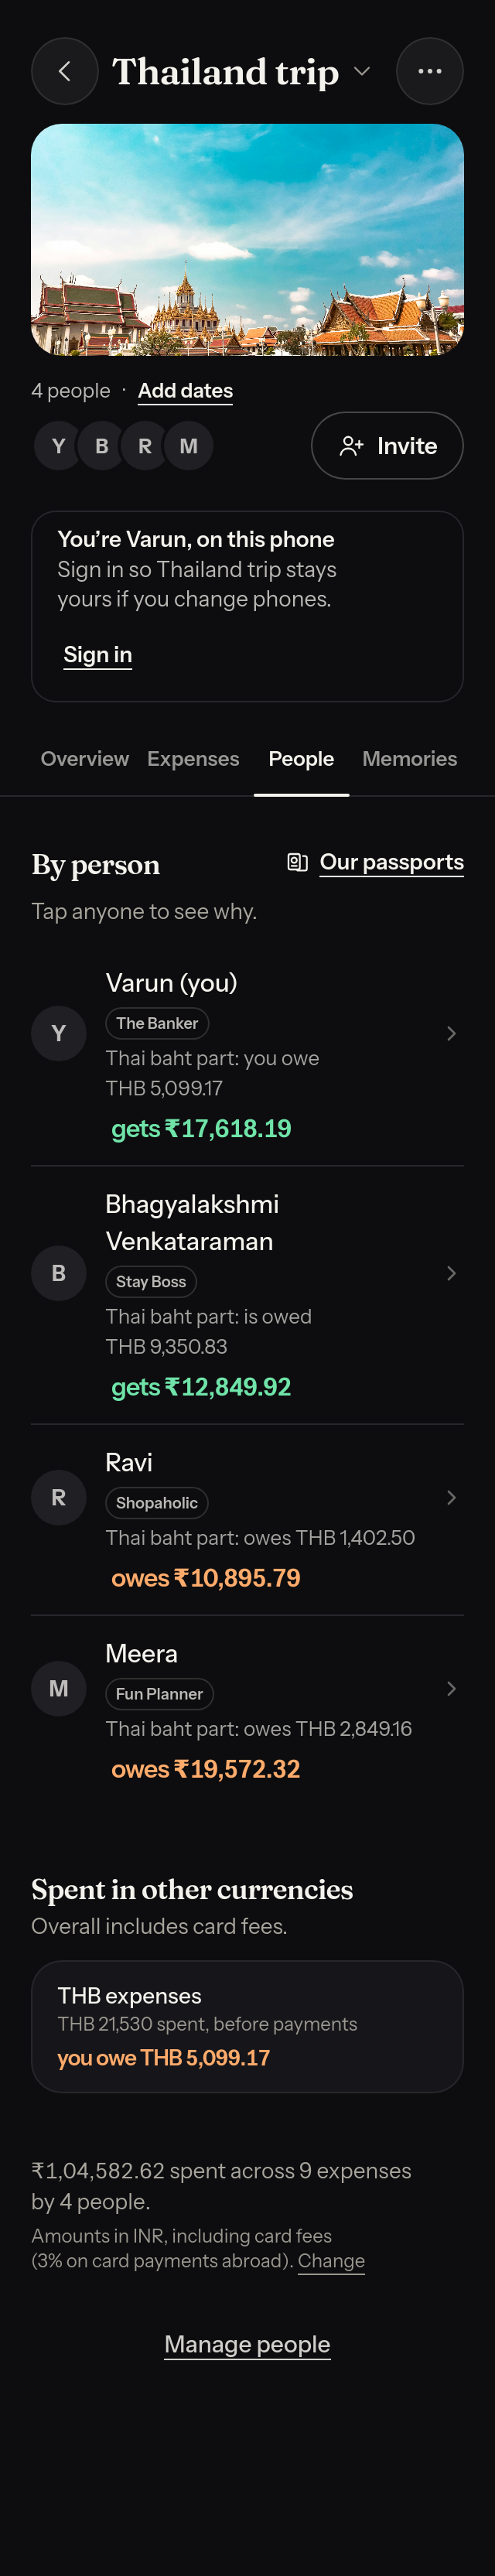 Thailand trip
4 people · Add dates
Y B R M
Invite
You’re Varun, on this phone
Sign in so Thailand trip stays
yours if you change phones.
Sign in
Overview Expenses People Memories
By person
Our passports
Tap anyone to see why.
Y
Varun (you)
The Banker
Thai baht part: you owe
THB 5,099.17
gets ₹17,618.19
B
Bhagyalakshmi
Venkataraman
Stay Boss
Thai baht part: is owed
THB 9,350.83
gets ₹12,849.92
R
Ravi
Shopaholic
Thai baht part: owes THB 1,402.50
owes ₹10,895.79
M
Meera
Fun Planner
Thai baht part: owes THB 2,849.16
owes ₹19,572.32
Spent in other currencies
Overall includes card fees.
THB expenses
THB 21,530 spent, before payments
you owe THB 5,099.17
₹1,04,582.62 spent across 9 expenses
by 4 people.
Amounts in INR, including card fees
(3% on card payments abroad). Change
Manage people